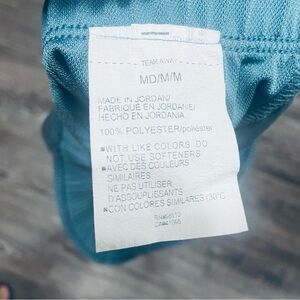 TEAR AWAY
MD/M/M
MADE IN JORDAN/
FABRIQUÉ EN JORDANIE/
HECHO EN JORDANIA
100% POLYESTER/poliéster
WITH LIKE COLORS. DO
NOT USE SOFTENERS
AVEC DES COULEURS
SIMILAIRES
NE PAS UTILISER
D'ASSOUPLISSANTS
CON COLORES SIMILARES (30°C